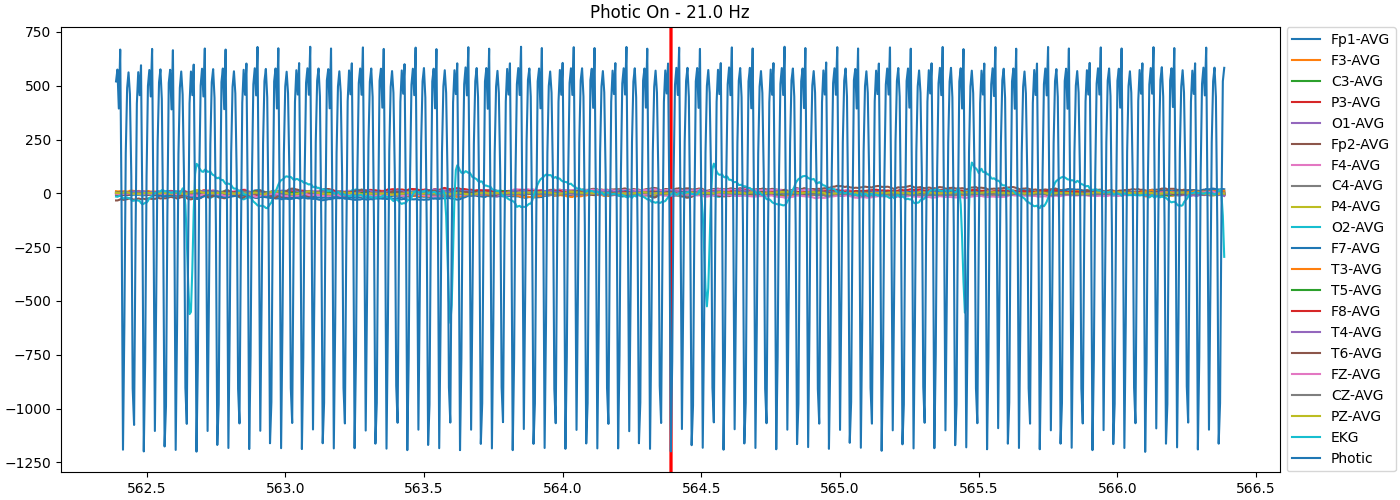 Photic On - 21.0 Hz
750
500
250
0
−250
−500
−750
−1000
−1250
562.5
563.0
563.5
564.0
564.5
565.0
565.5
566.0
566.5
Fp1-AVG
F3-AVG
C3-AVG
P3-AVG
O1-AVG
Fp2-AVG
F4-AVG
C4-AVG
P4-AVG
O2-AVG
F7-AVG
T3-AVG
T5-AVG
F8-AVG
T4-AVG
T6-AVG
FZ-AVG
CZ-AVG
PZ-AVG
EKG
Photic